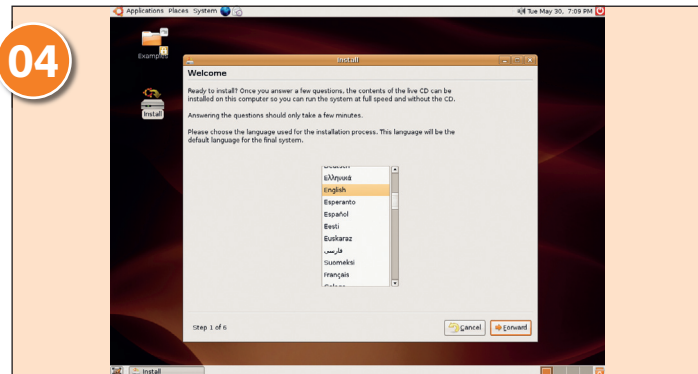 Applications Places System
Tue May 30, 7:09 PM
04
Examples
Install
Install
Welcome
Ready to install? Once you answer a few questions, the contents of the live CD can be
installed on this computer so you can run the system at full speed and without the CD.
Answering the questions should only take a few minutes.
Please choose the language used for the installation process. This language will be the
default language for the final system.
Deutsch
Ελληνικά
English
Esperanto
Español
Eesti
Euskaraz
فارسی
Suomeksi
Français
Step 1 of 6
Cancel
Forward
Install